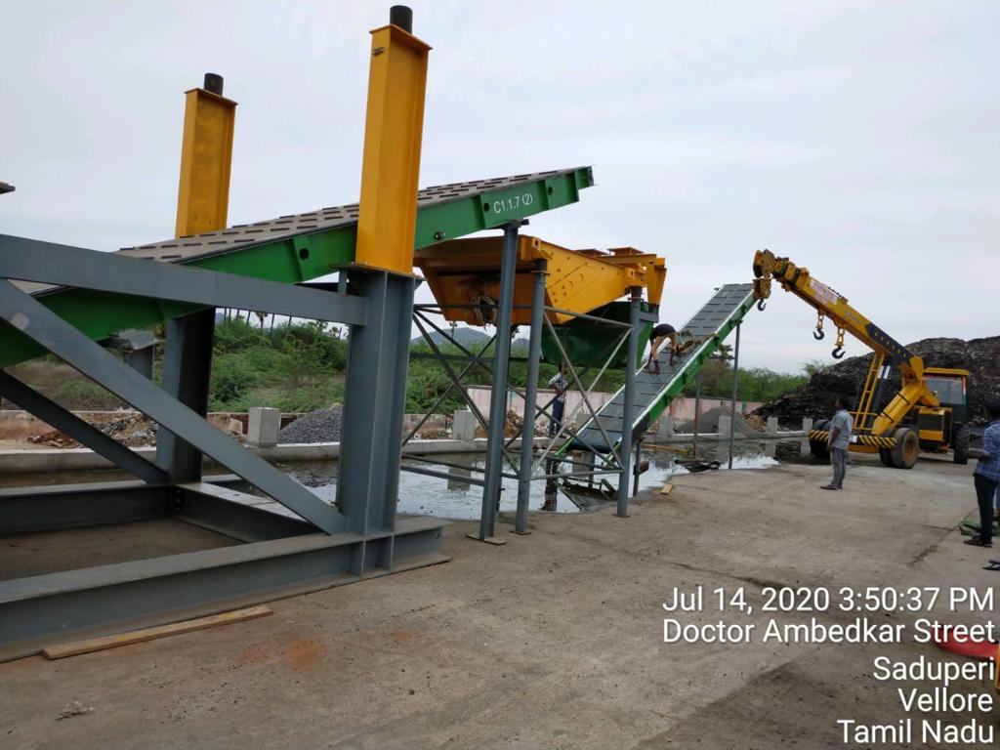 C1.1.7 (2)
Jul 14, 2020 3:50:37 PM
Doctor Ambedkar Street
Saduperi
Vellore
Tamil Nadu